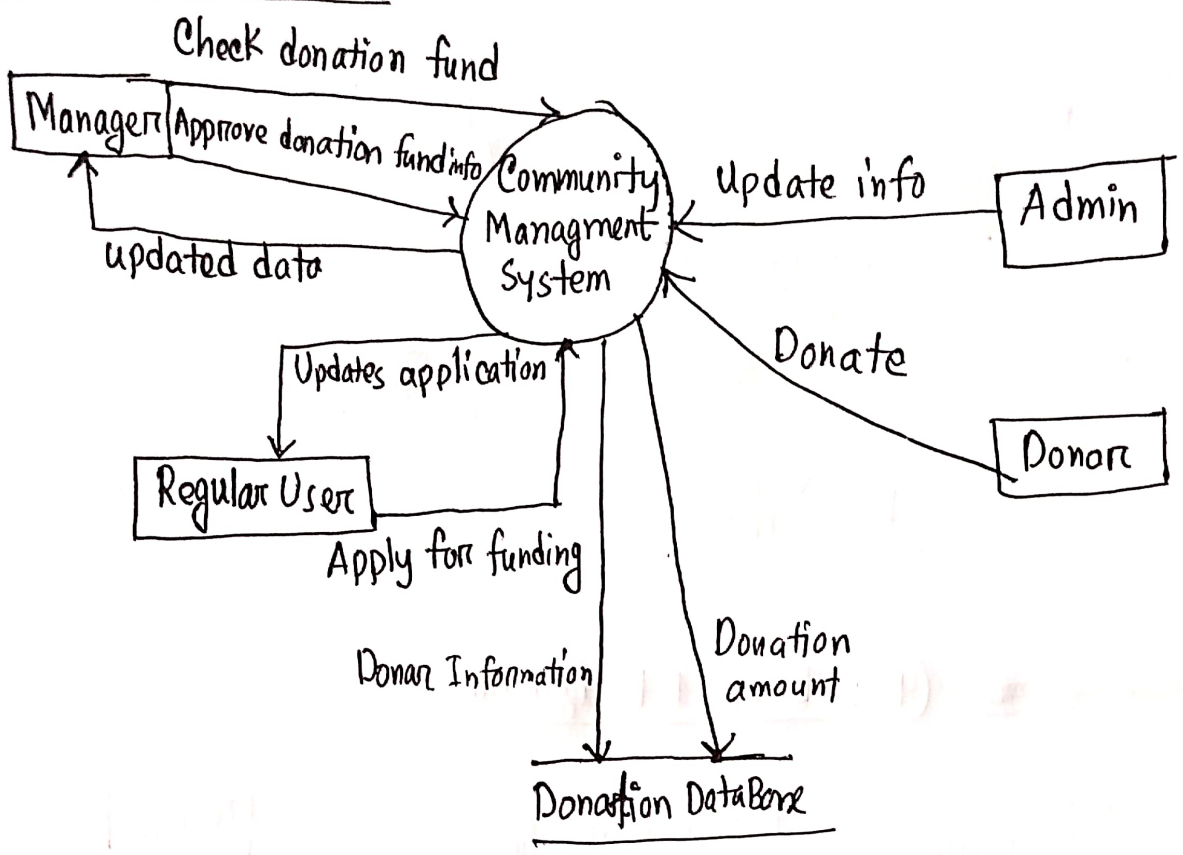 Check donation fund
Manager
Approve donation fund info
Community
Managment
System
Update info
Admin
updated data
Donate
Updates application
Donar
Regular User
Apply for funding
Donar Information
Donation
amount
Donation DataBase